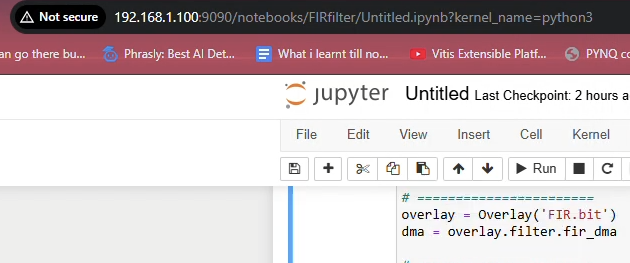 Not secure 192.168.1.100:9090/notebooks/FIRfilter/Untitled.ipynb?kernel_name=python3
an go there bu... Phrasly: Best AI Det... What i learnt till no... Vitis Extensible Platf... PYNQ co
jupyter Untitled Last Checkpoint: 2 hours a
File Edit View Insert Cell Kernel
Run
# =======================
overlay = Overlay('FIR.bit')
dma = overlay.filter.fir_dma